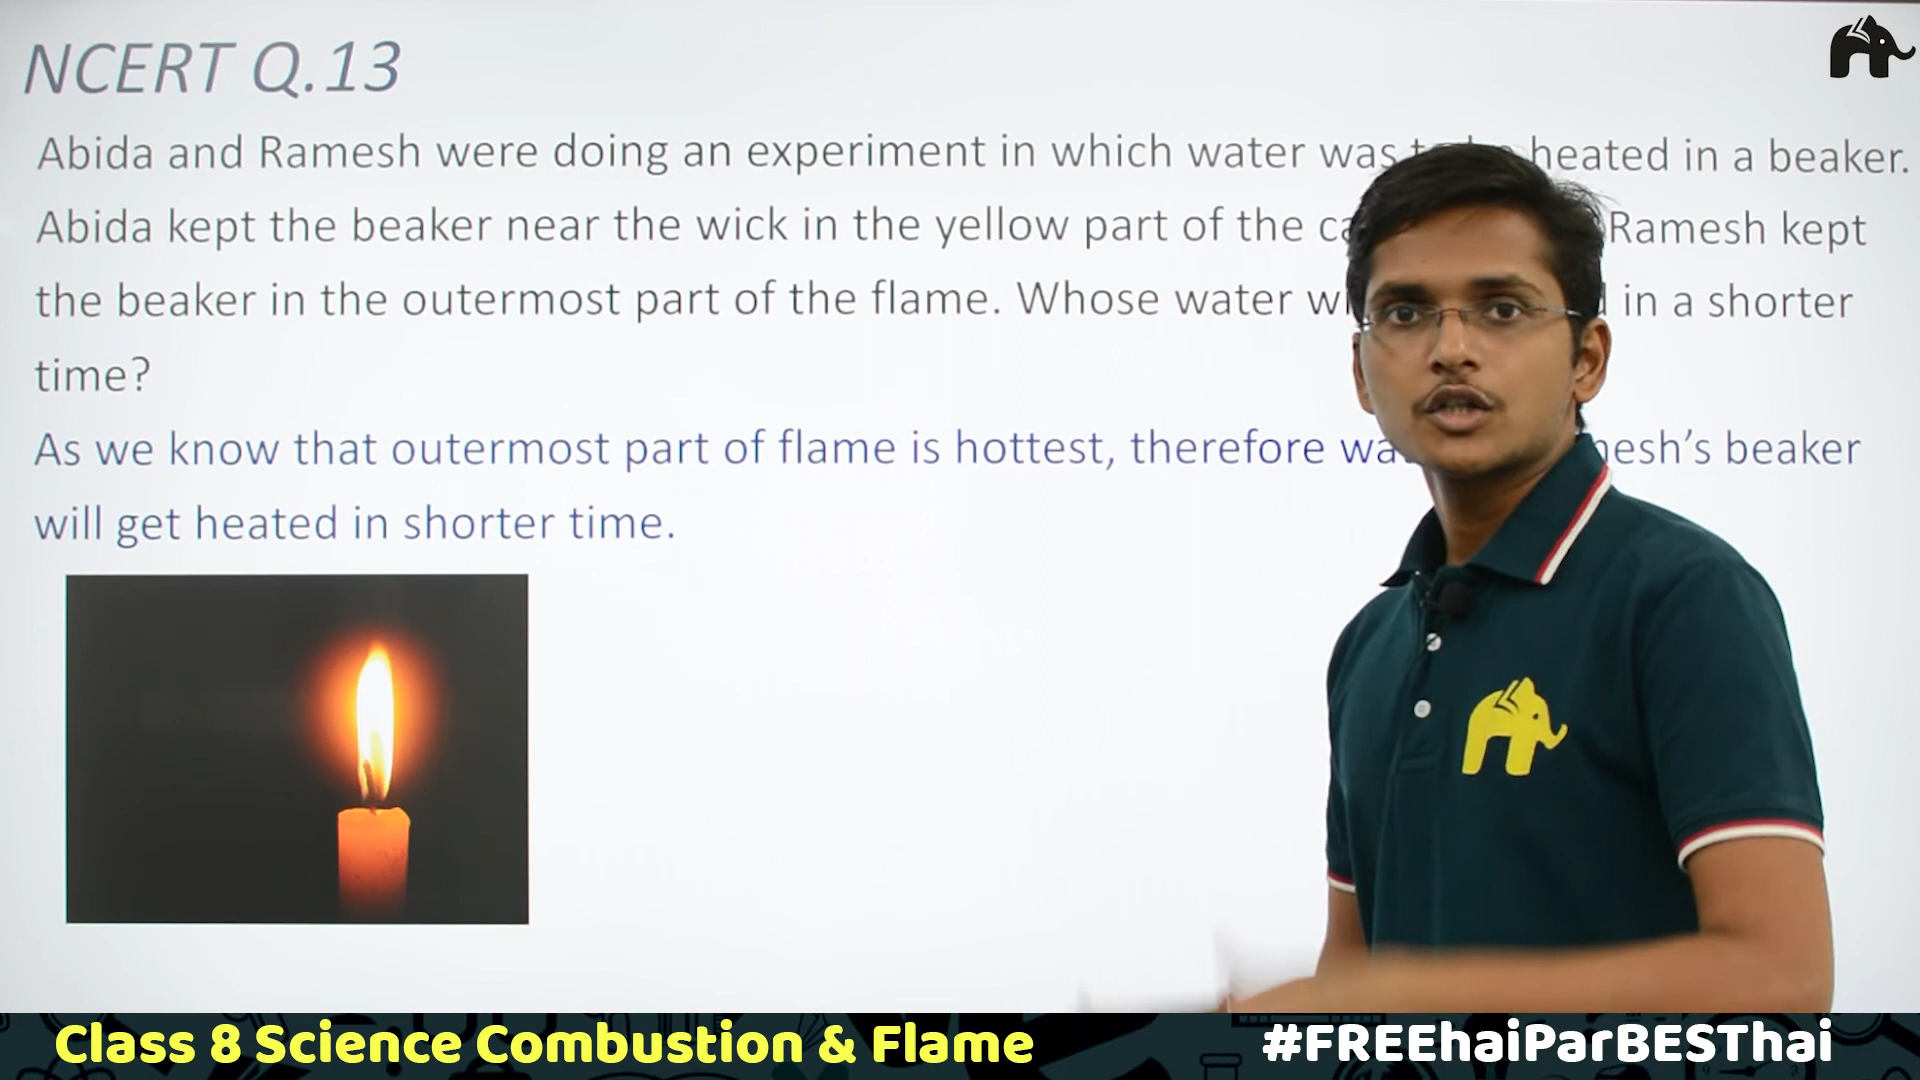 NCERT Q.13
Abida and Ramesh were doing an experiment in which water was heated in a beaker.
Abida kept the beaker near the wick in the yellow part of the Ramesh kept
the beaker in the outermost part of the flame. Whose water in a shorter
time?
As we know that outermost part of flame is hottest, therefore beaker
will get heated in shorter time.
Class 8 Science Combustion & Flame
#FREEhaiParBESThai